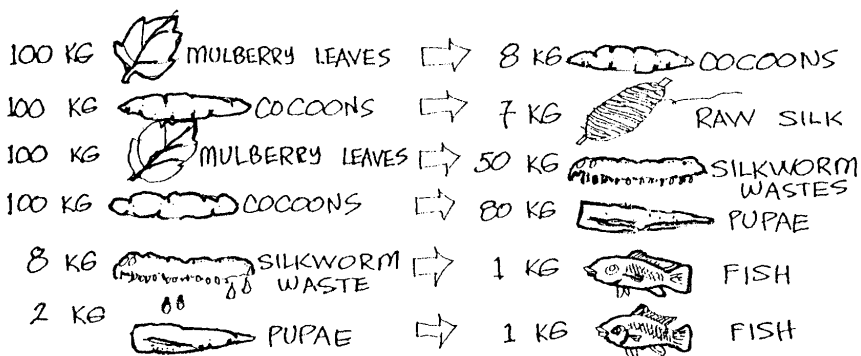 100 KG MULBERRY LEAVES 8 KG COCOONS
100 KG COCOONS 7 KG RAW SILK
100 KG MULBERRY LEAVES 50 KG SILKWORM WASTES
100 KG COCOONS 80 KG PUPAE
8 KG SILKWORM WASTE 1 KG FISH
2 KG PUPAE 1 KG FISH